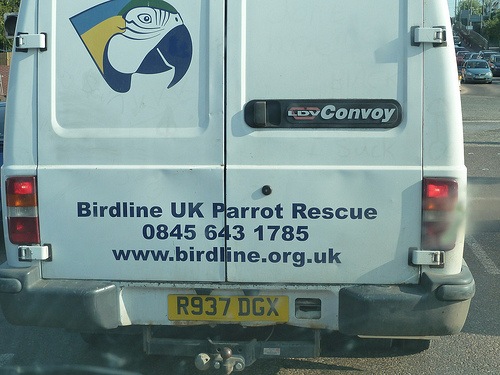 LDV Convoy
Birdline UK Parrot Rescue
0845 643 1785
www.birdline.org.uk
R937 DGX